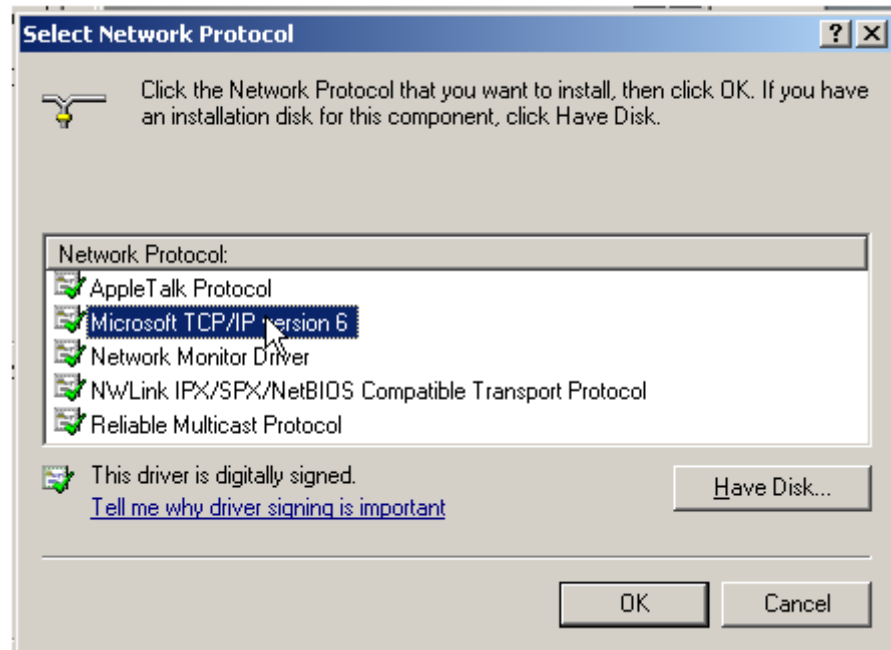 Select Network Protocol
Click the Network Protocol that you want to install, then click OK. If you have
an installation disk for this component, click Have Disk.
Network Protocol:
AppleTalk Protocol
Microsoft TCP/IP version 6
Network Monitor Driver
NWLink IPX/SPX/NetBIOS Compatible Transport Protocol
Reliable Multicast Protocol
This driver is digitally signed.
Tell me why driver signing is important
Have Disk...
OK
Cancel